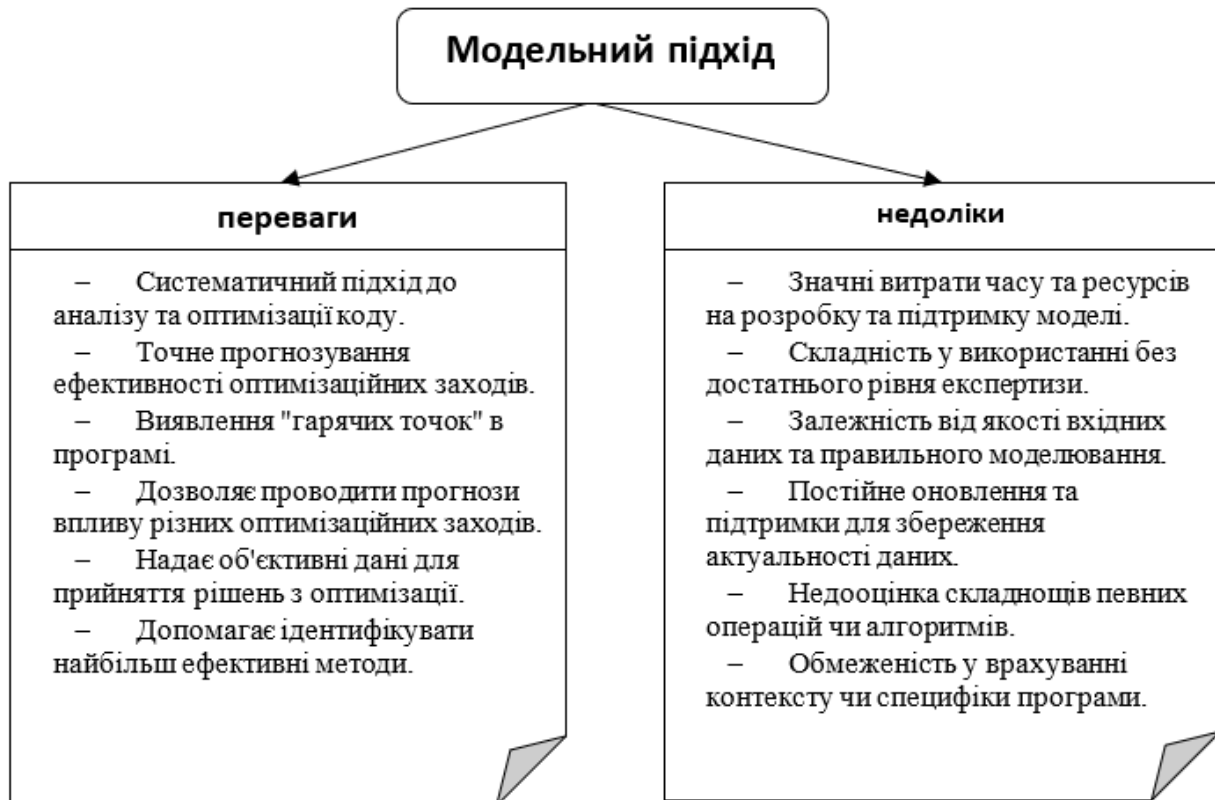 Модельний підхід
переваги
– Систематичний підхід до
аналізу та оптимізації коду.
– Точне прогнозування
ефективності оптимізаційних заходів.
– Виявлення "гарячих точок" в
програмі.
– Дозволяє проводити прогнози
впливу різних оптимізаційних заходів.
– Надає об'єктивні дані для
прийняття рішень з оптимізації.
– Допомагає ідентифікувати
найбільш ефективні методи.
недоліки
– Значні витрати часу та ресурсів
на розробку та підтримку моделі.
– Складність у використанні без
достатнього рівня експертизи.
– Залежність від якості вхідних
даних та правильного моделювання.
– Постійне оновлення та
підтримки для збереження
актуальності даних.
– Недооцінка складнощів певних
операцій чи алгоритмів.
– Обмеженість у врахуванні
контексту чи специфіки програми.